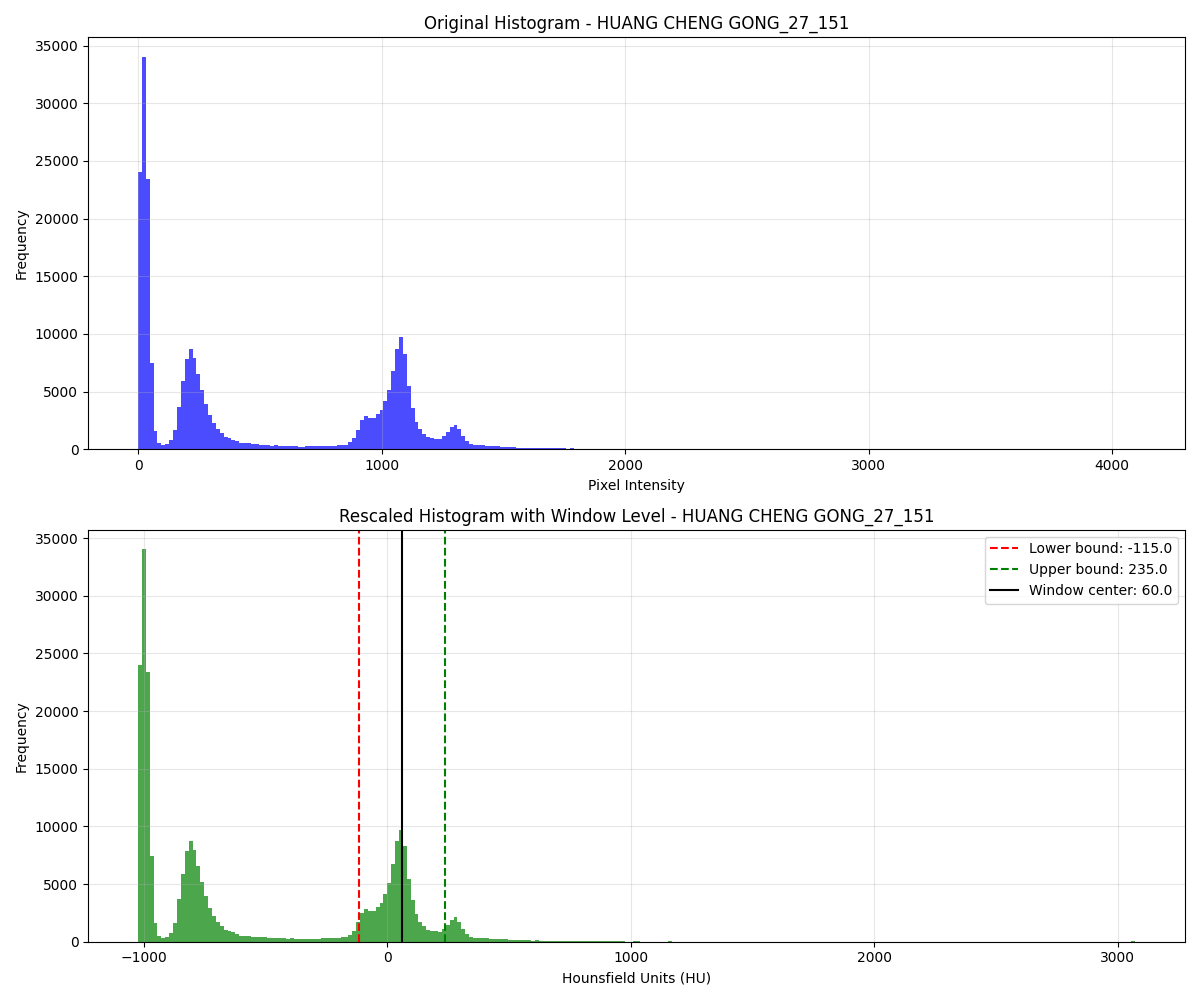 Original Histogram - HUANG CHENG GONG_27_151
35000
30000
25000
20000
15000
10000
5000
0
Frequency
0 1000 2000 3000 4000
Pixel Intensity
Rescaled Histogram with Window Level - HUANG CHENG GONG_27_151
Lower bound: -115.0
Upper bound: 235.0
Window center: 60.0
35000
30000
25000
20000
15000
10000
5000
0
Frequency
−1000 0 1000 2000 3000
Hounsfield Units (HU)